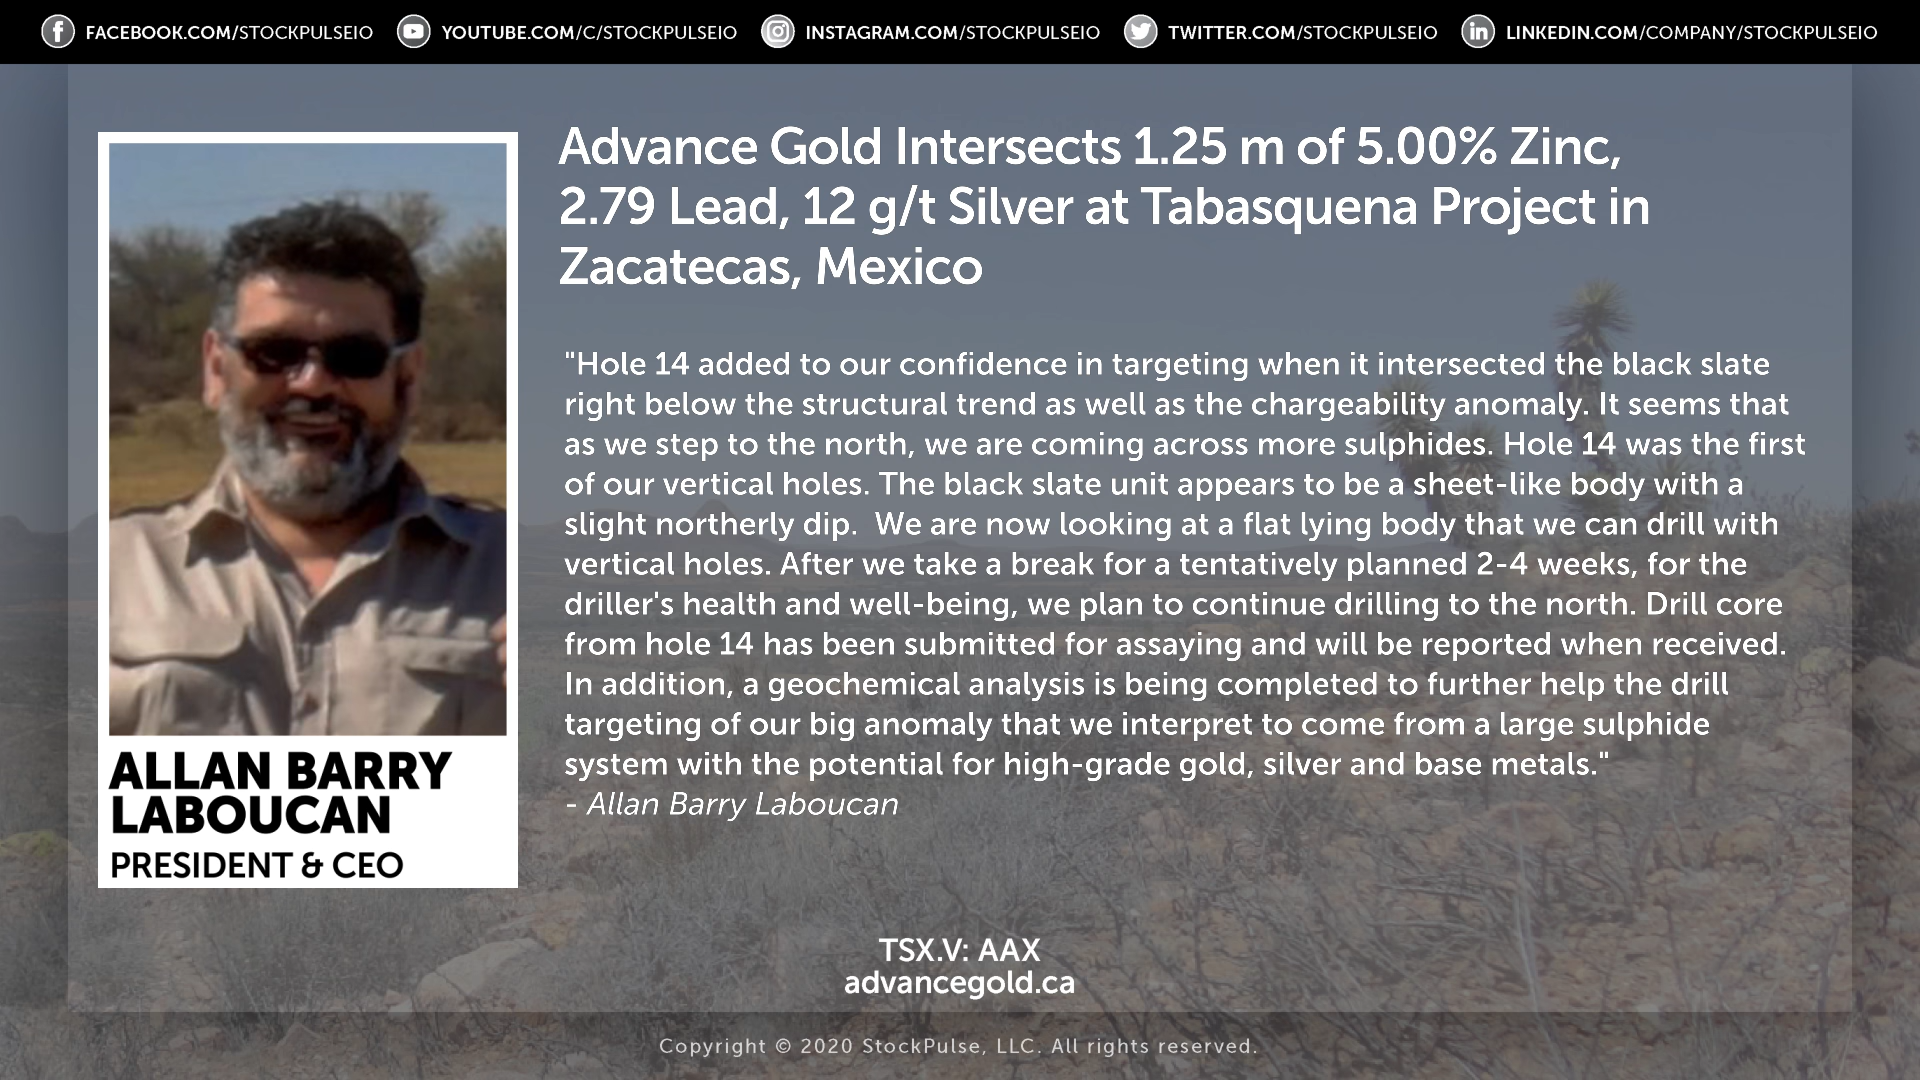 FACEBOOK.COM/STOCKPULSEIO YOUTUBE.COM/C/STOCKPULSEIO INSTAGRAM.COM/STOCKPULSEIO TWITTER.COM/STOCKPULSEIO LINKEDIN.COM/COMPANY/STOCKPULSEIO
Advance Gold Intersects 1.25 m of 5.00% Zinc,
2.79 Lead, 12 g/t Silver at Tabasquena Project in
Zacatecas, Mexico
"Hole 14 added to our confidence in targeting when it intersected the black slate
right below the structural trend as well as the chargeability anomaly. It seems that
as we step to the north, we are coming across more sulphides. Hole 14 was the first
of our vertical holes. The black slate unit appears to be a sheet-like body with a
slight northerly dip.  We are now looking at a flat lying body that we can drill with
vertical holes. After we take a break for a tentatively planned 2-4 weeks, for the
driller's health and well-being, we plan to continue drilling to the north. Drill core
from hole 14 has been submitted for assaying and will be reported when received.
In addition, a geochemical analysis is being completed to further help the drill
targeting of our big anomaly that we interpret to come from a large sulphide
system with the potential for high-grade gold, silver and base metals."
- Allan Barry Laboucan
ALLAN BARRY
LABOUCAN
PRESIDENT & CEO
TSX.V: AAX
advancegold.ca
Copyright © 2020 StockPulse, LLC. All rights reserved.